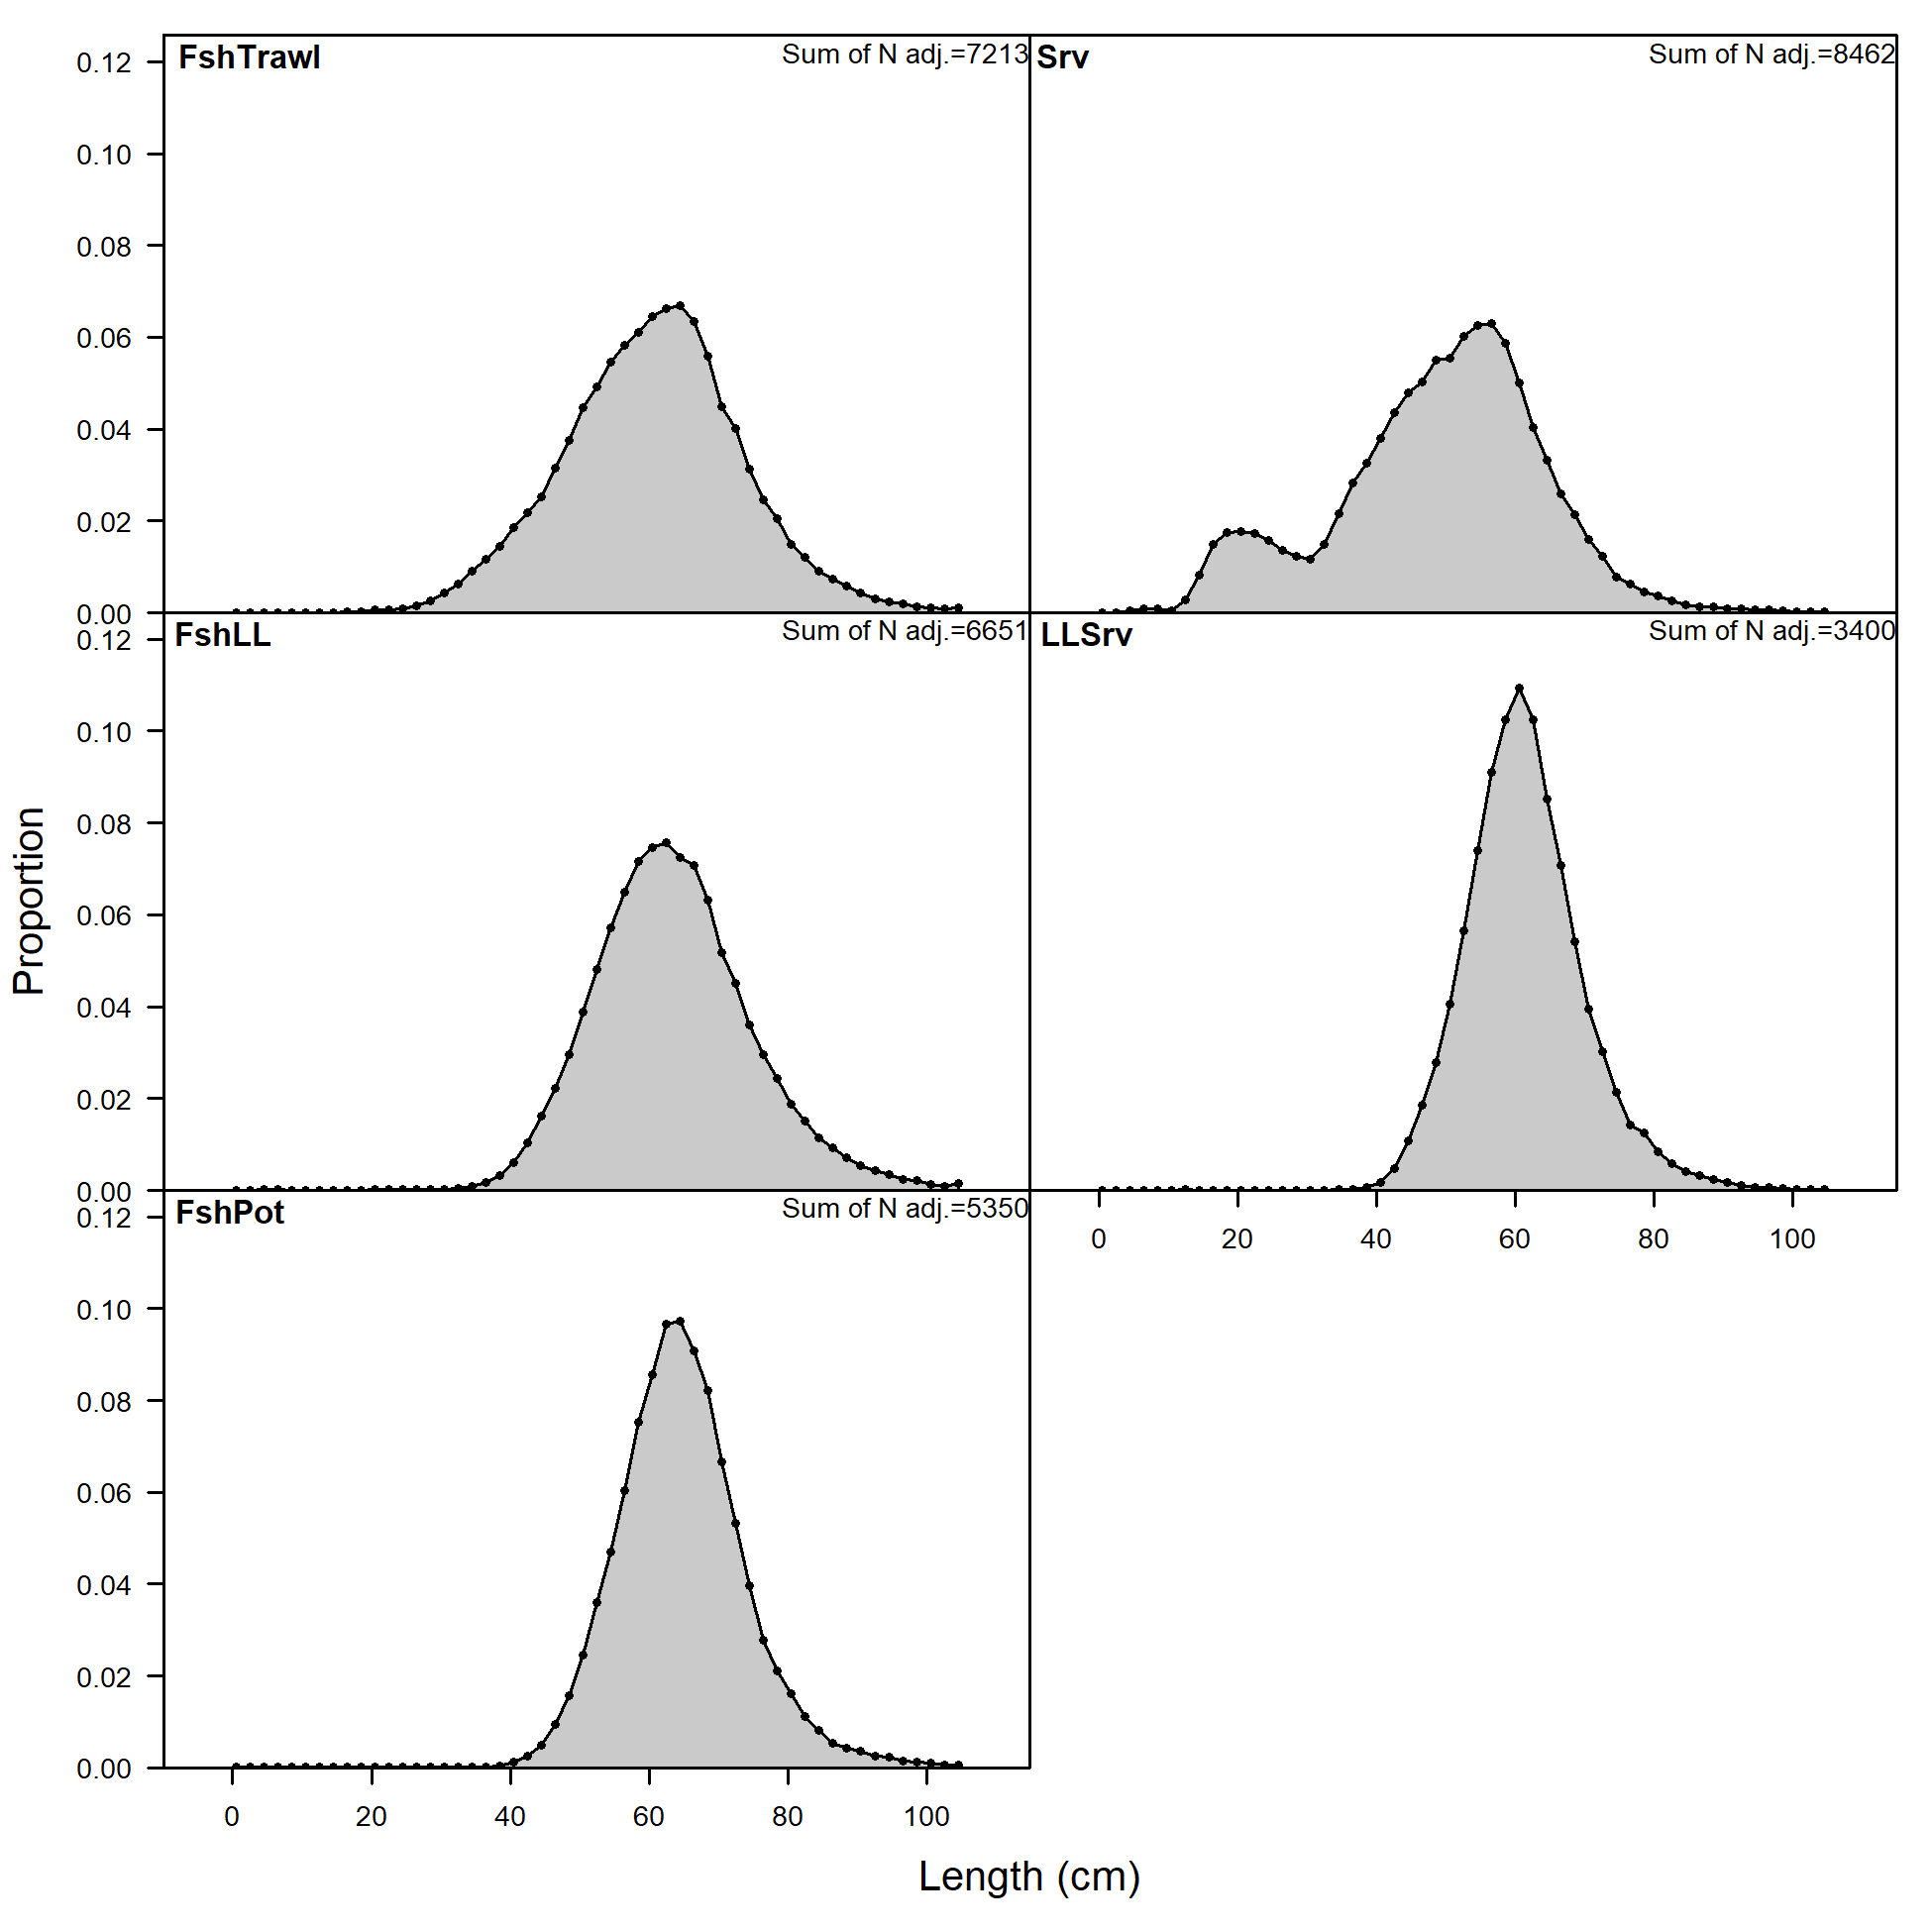 FshTrawl
Sum of N adj.=7213
0.12
0.10
0.08
0.06
0.04
0.02
0.00
Srv
Sum of N adj.=8462
FshLL
Sum of N adj.=6651
0.12
0.10
0.08
0.06
0.04
0.02
0.00
LLSrv
Sum of N adj.=3400
0 20 40 60 80 100
FshPot
Sum of N adj.=5350
0.12
0.10
0.08
0.06
0.04
0.02
0.00
0 20 40 60 80 100
Proportion
Length (cm)